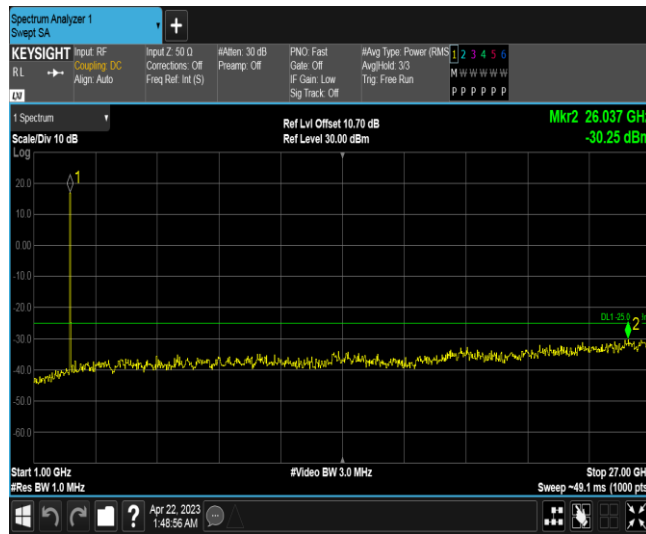 Spectrum Analyzer 1
Swept SA
KEYSIGHT
RL
LXI
Input: RF
Coupling: DC
Align: Auto
Input Z: 50 Ω
Corrections: Off
Freq Ref: Int (S)
#Atten: 30 dB
Preamp: Off
PNO: Fast
Gate: Off
IF Gain: Low
Sig Track: Off
#Avg Type: Power (RMS
Avg|Hold: 3/3
Trig: Free Run
1 2 3 4 5 6
M W W W W W
P P P P P P
1 Spectrum
Scale/Div 10 dB
Ref Lvl Offset 10.70 dB
Ref Level 30.00 dBm
Mkr2 26.037 GHz
-30.25 dBm
Log
20.0
10.0
0.00
-10.0
-20.0
-30.0
-40.0
-50.0
-60.0
1
DL1 -25.0
2
Start 1.00 GHz
#Res BW 1.0 MHz
#Video BW 3.0 MHz
Stop 27.00 GH
Sweep ~49.1 ms (1000 pts
?
Apr 22, 2023
1:48:56 AM